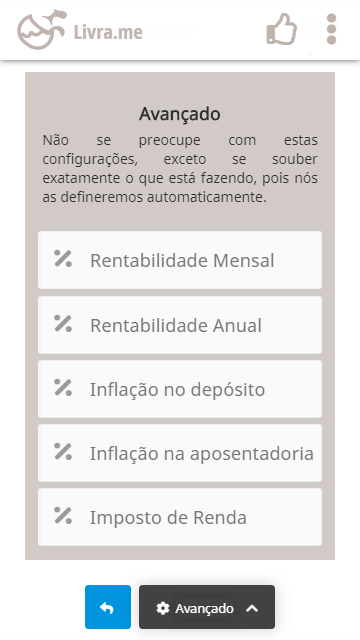 Livra.me
Avançado
Não se preocupe com estas
configurações, exceto se souber
exatamente o que está fazendo, pois nós
as defineremos automaticamente.
Rentabilidade Mensal
Rentabilidade Anual
Inflação no depósito
Inflação na aposentadoria
Imposto de Renda
Avançado